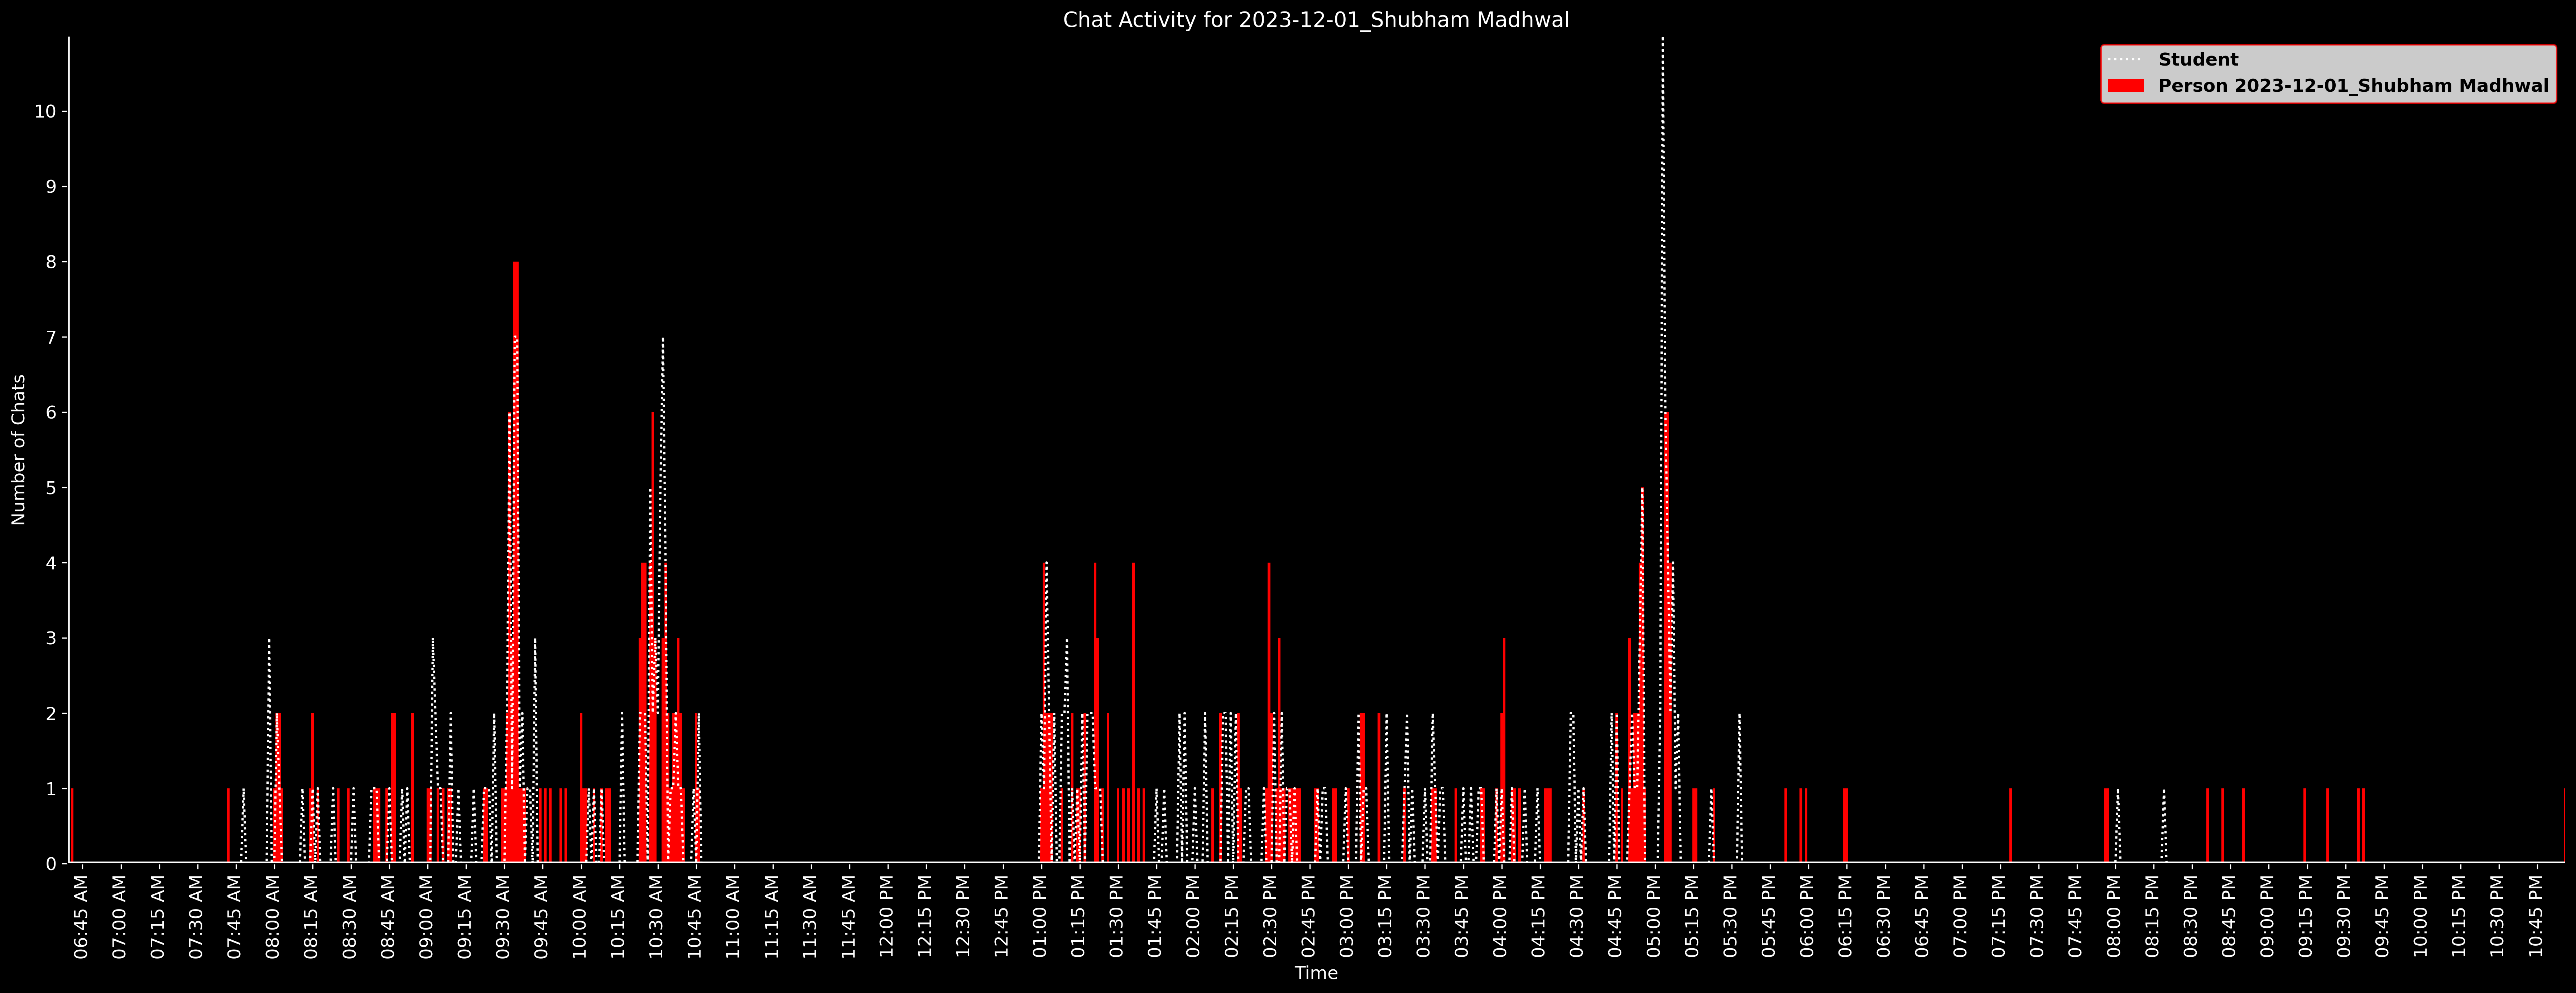 Chat Activity for 2023-12-01_Shubham Madhwal
Student
Person 2023-12-01_Shubham Madhwal
Number of Chats
10
9
8
7
6
5
4
3
2
1
0
06:45 AM
07:00 AM
07:15 AM
07:30 AM
07:45 AM
08:00 AM
08:15 AM
08:30 AM
08:45 AM
09:00 AM
09:15 AM
09:30 AM
09:45 AM
10:00 AM
10:15 AM
10:30 AM
10:45 AM
11:00 AM
11:15 AM
11:30 AM
11:45 AM
12:00 PM
12:15 PM
12:30 PM
12:45 PM
01:00 PM
01:15 PM
01:30 PM
01:45 PM
02:00 PM
02:15 PM
02:30 PM
02:45 PM
03:00 PM
03:15 PM
03:30 PM
03:45 PM
04:00 PM
04:15 PM
04:30 PM
04:45 PM
05:00 PM
05:15 PM
05:30 PM
05:45 PM
06:00 PM
06:15 PM
06:30 PM
06:45 PM
07:00 PM
07:15 PM
07:30 PM
07:45 PM
08:00 PM
08:15 PM
08:30 PM
08:45 PM
09:00 PM
09:15 PM
09:30 PM
09:45 PM
10:00 PM
10:15 PM
10:30 PM
10:45 PM
Time